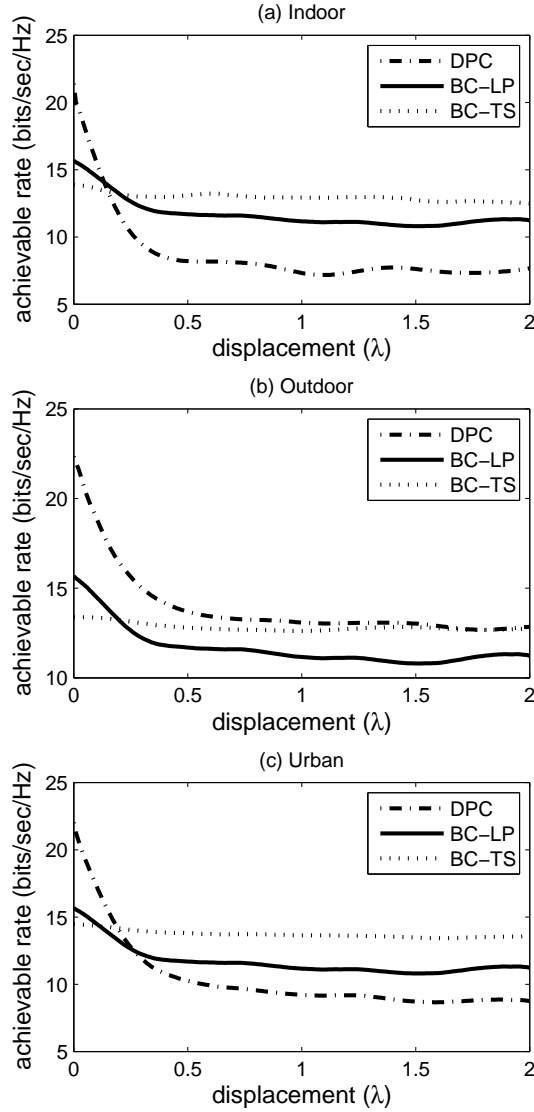 (a) Indoor
achievable rate (bits/sec/Hz)
25
20
15
10
5
DPC
BC−LP
BC−TS
0
0.5
1
1.5
2
displacement (λ)
(b) Outdoor
achievable rate (bits/sec/Hz)
25
20
15
10
DPC
BC−LP
BC−TS
0
0.5
1
1.5
2
displacement (λ)
(c) Urban
achievable rate (bits/sec/Hz)
25
20
15
10
5
DPC
BC−LP
BC−TS
0
0.5
1
1.5
2
displacement (λ)